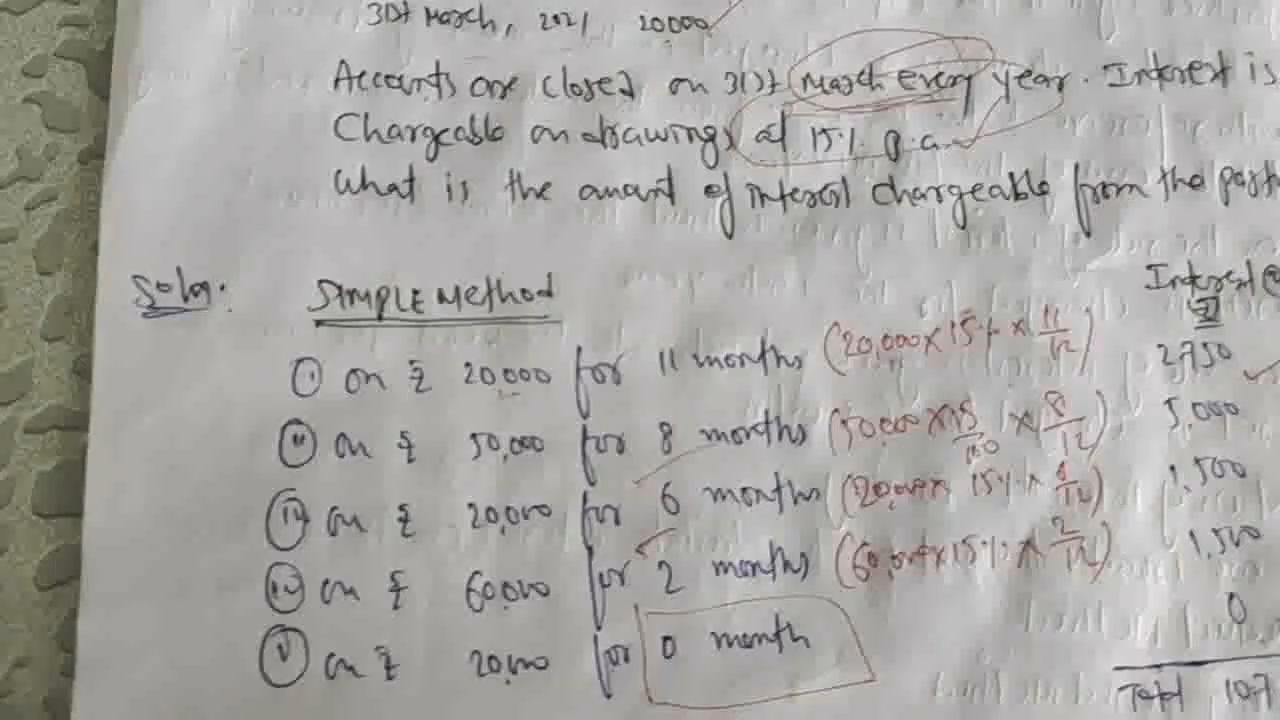 31st March, 2021 20,000
Accounts are closed on 31st March every year. Interest is
Chargeable on drawings at 15% p.a.
What is the amount of interest chargeable from the part
Soln. SIMPLE Method Interest @
₹
(i) on ₹ 20,000 for 11 months (20,000 x 15% x 11/12) 2,750
(ii) on ₹ 50,000 for 8 months (50,000 x 15/100 x 8/12) 5,000
(iii) on ₹ 20,000 for 6 months (20,000 x 15% x 6/12) 1,500
(iv) on ₹ 60,000 for 2 months (60,000 x 15% x 2/12) 1,500
(v) on ₹ 20,000 for 0 month 0
Total 10,7